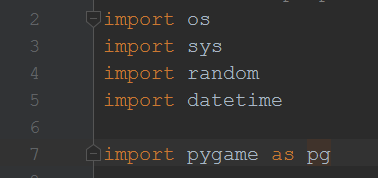 2 import os
3 import sys
4 import random
5 import datetime
6
7 import pygame as pg